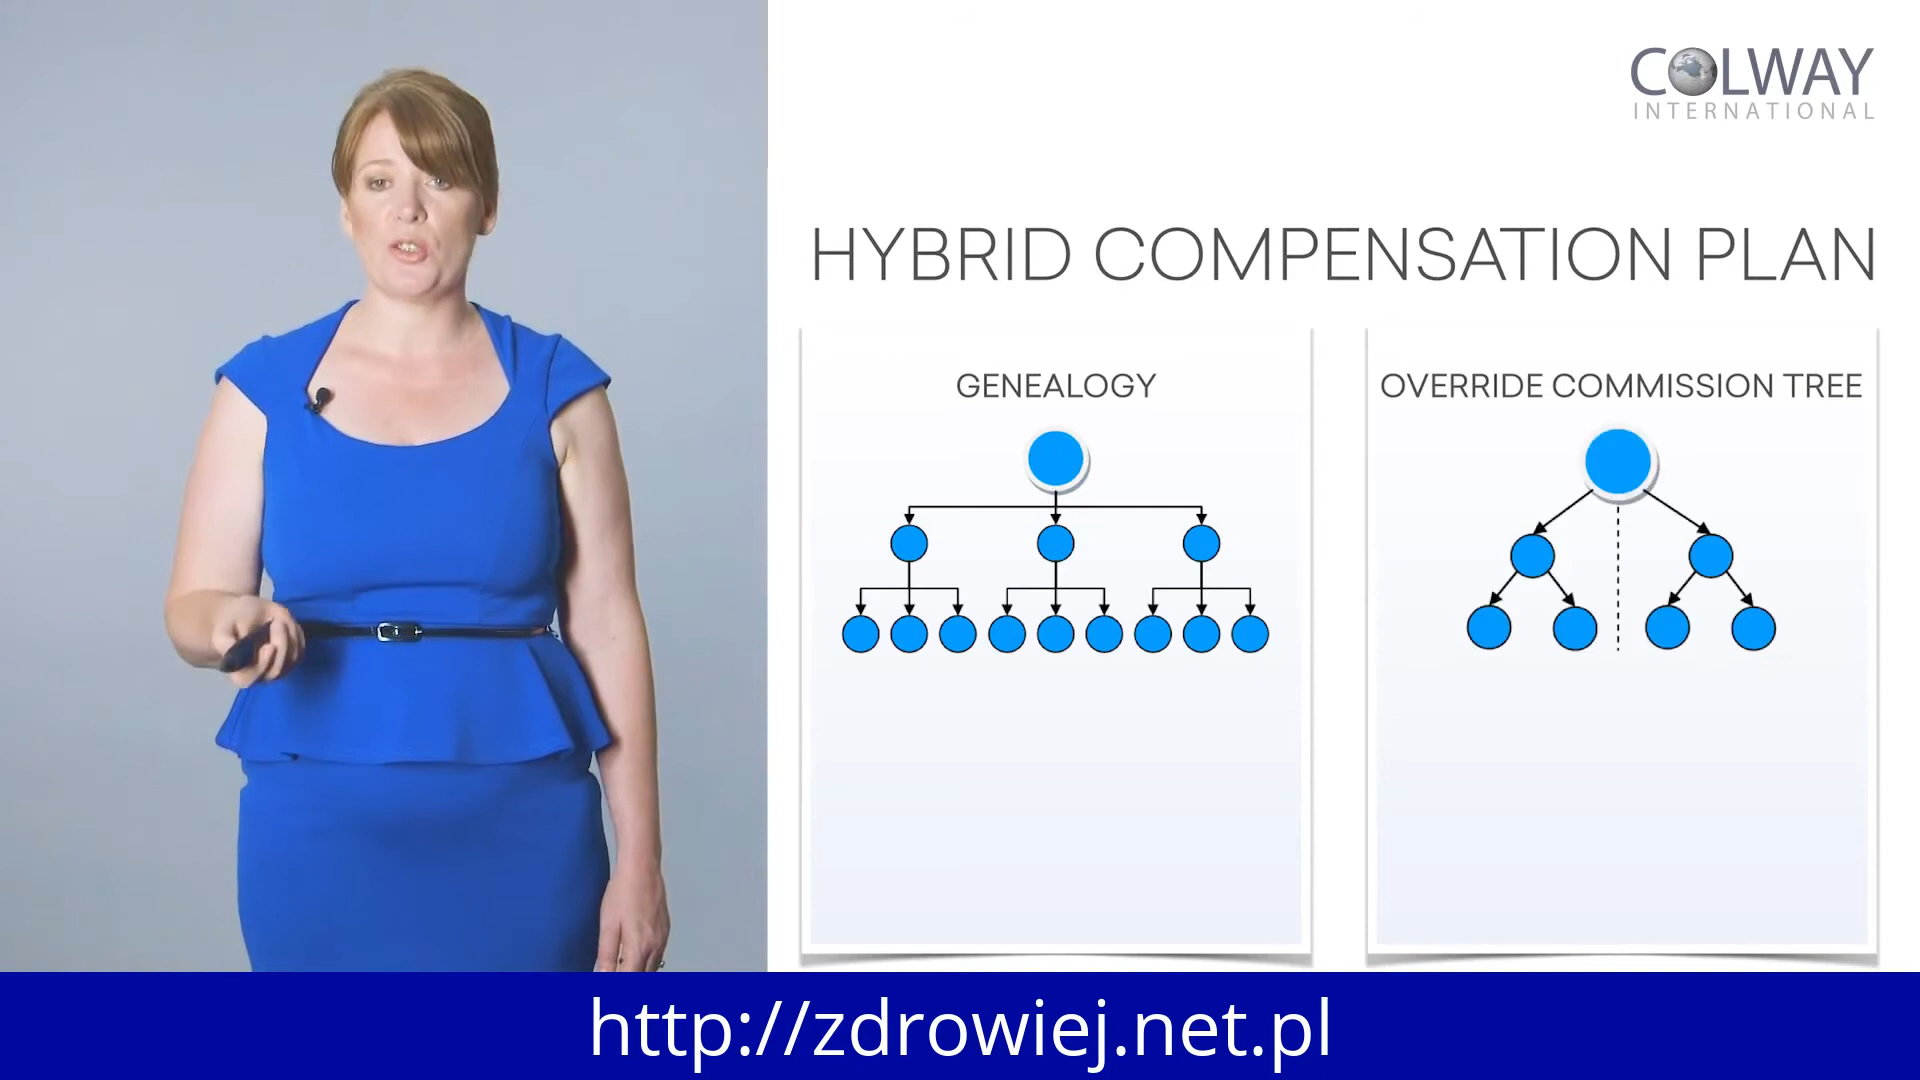 COLWAY
INTERNATIONAL
HYBRID COMPENSATION PLAN
GENEALOGY
OVERRIDE COMMISSION TREE
http://zdrowiej.net.pl